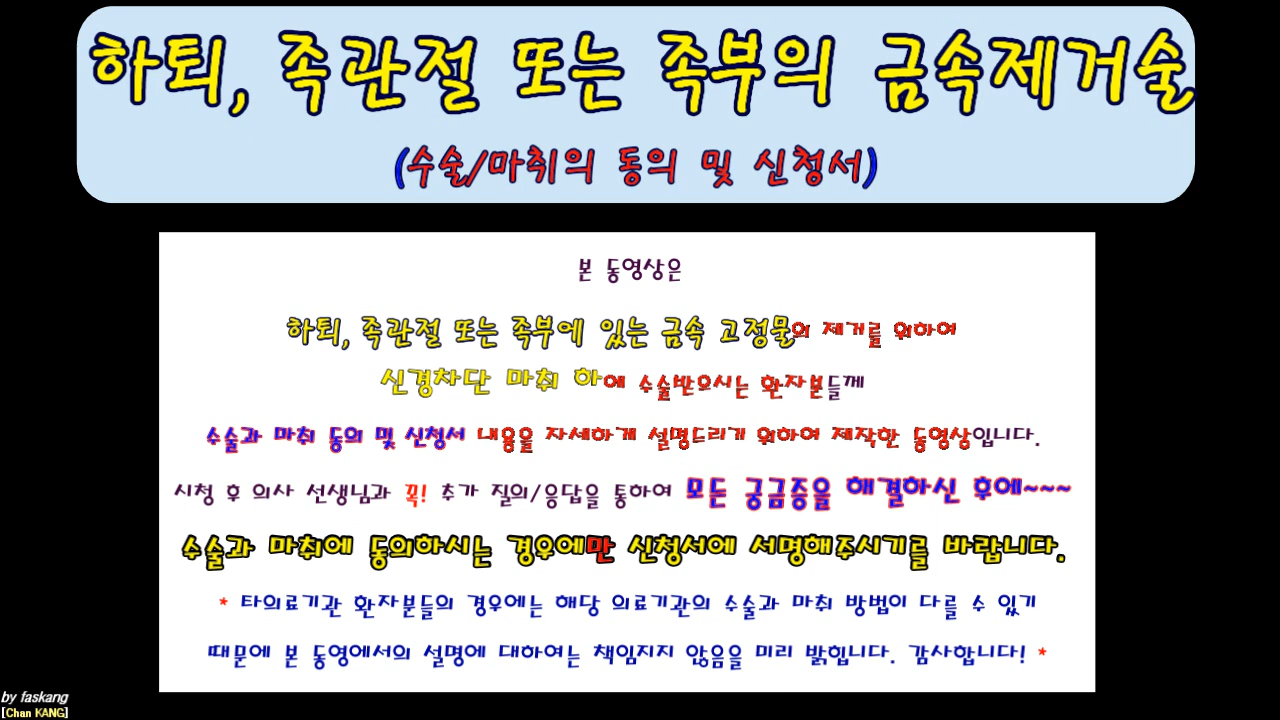 하퇴, 족관절 또는 족부의 금속제거술
(수술/마취의 동의 및 신청서)
본 동영상은
하퇴, 족관절 또는 족부에 있는 금속 고정물의 제거를 위하여
신경차단 마취 하에 수술받으시는 환자분들께
수술과 마취 동의 및 신청서 내용을 자세하게 설명드리기 위하여 제작한 동영상입니다.
시청 후 의사 선생님과 꼭! 추가 질의/응답을 통하여 모든 궁금증을 해결하신 후에~~~
수술과 마취에 동의하시는 경우에만 신청서에 서명해주시기를 바랍니다.
* 타의료기관 환자분들의 경우에는 해당 의료기관의 수술과 마취 방법이 다를 수 있기
때문에 본 동영에서의 설명에 대하여는 책임지지 않음을 미리 밝힙니다. 감사합니다! *
by faskang
[Chan KANG]